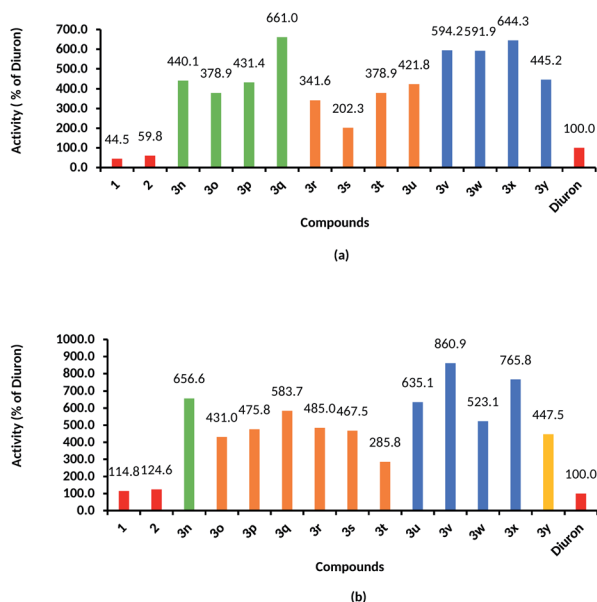 Activity ( % of Diuron)
700.0
600.0
500.0
400.0
300.0
200.0
100.0
0.0
44.5 59.8 440.1 378.9 431.4 661.0 341.6 202.3 378.9 421.8 594.2 591.9 644.3 445.2 100.0
1 2 3n 3o 3p 3q 3r 3s 3t 3u 3v 3w 3x 3y Diuron
Compounds
(a)
Activity (% of Diuron)
1000.0
900.0
800.0
700.0
600.0
500.0
400.0
300.0
200.0
100.0
0.0
114.8 124.6 656.6 431.0 475.8 583.7 485.0 467.5 285.8 635.1 860.9 523.1 765.8 447.5 100.0
1 2 3n 3o 3p 3q 3r 3s 3t 3u 3v 3w 3x 3y Diuron
Compounds
(b)